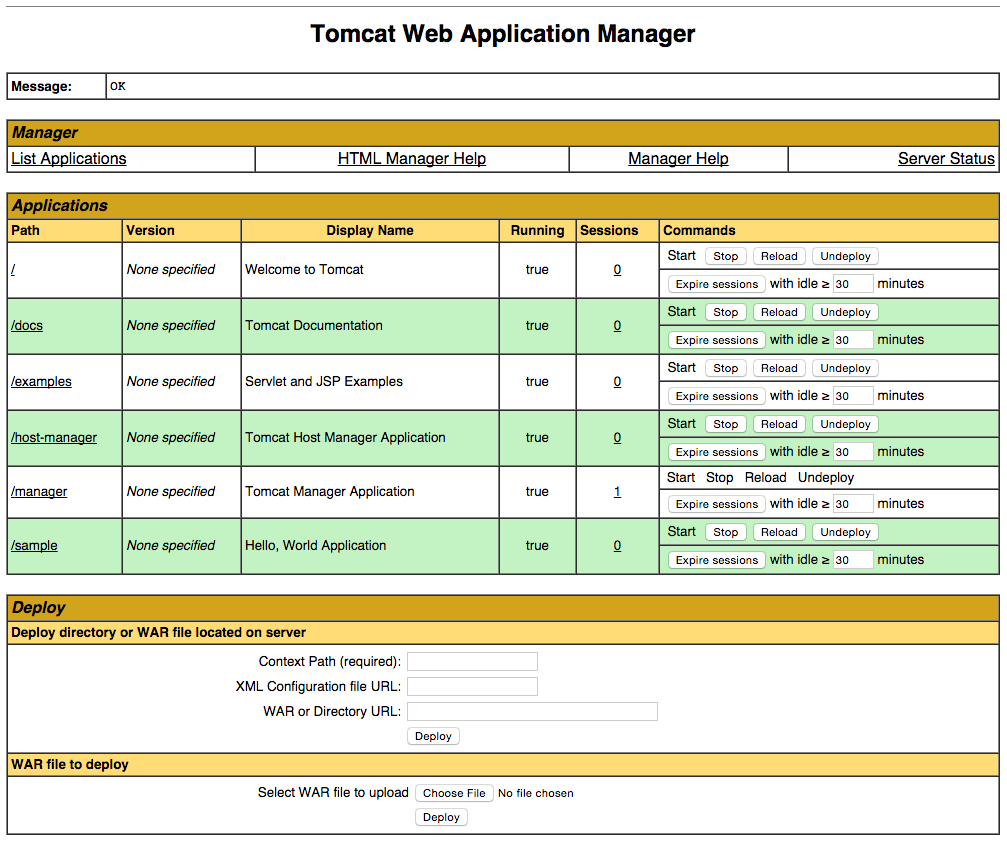 Tomcat Web Application Manager
Message: OK
Manager
List Applications HTML Manager Help Manager Help Server Status
Applications
Path Version Display Name Running Sessions Commands
/ None specified Welcome to Tomcat true 0 Start Stop Reload Undeploy
Expire sessions with idle ≥ 30 minutes
/docs None specified Tomcat Documentation true 0 Start Stop Reload Undeploy
Expire sessions with idle ≥ 30 minutes
/examples None specified Servlet and JSP Examples true 0 Start Stop Reload Undeploy
Expire sessions with idle ≥ 30 minutes
/host-manager None specified Tomcat Host Manager Application true 0 Start Stop Reload Undeploy
Expire sessions with idle ≥ 30 minutes
/manager None specified Tomcat Manager Application true 1 Start Stop Reload Undeploy
Expire sessions with idle ≥ 30 minutes
/sample None specified Hello, World Application true 0 Start Stop Reload Undeploy
Expire sessions with idle ≥ 30 minutes
Deploy
Deploy directory or WAR file located on server
Context Path (required):
XML Configuration file URL:
WAR or Directory URL:
Deploy
WAR file to deploy
Select WAR file to upload Choose File No file chosen
Deploy